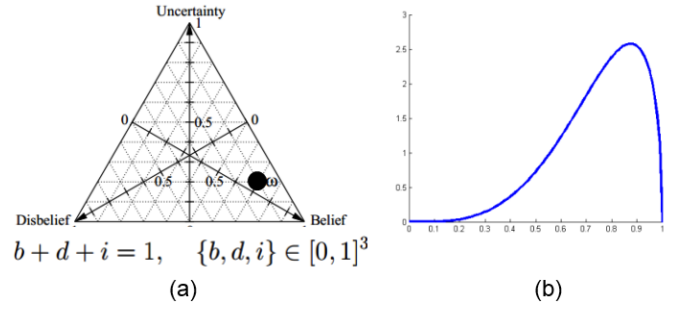 Uncertainty
1
0 0
0.5
0.5 0.5 ω
Disbelief Belief
b + d + i = 1, {b, d, i} ∈ [0, 1]³
(a)
3
2.5
2
1.5
1
0.5
0
0 0.1 0.2 0.3 0.4 0.5 0.6 0.7 0.8 0.9 1
(b)